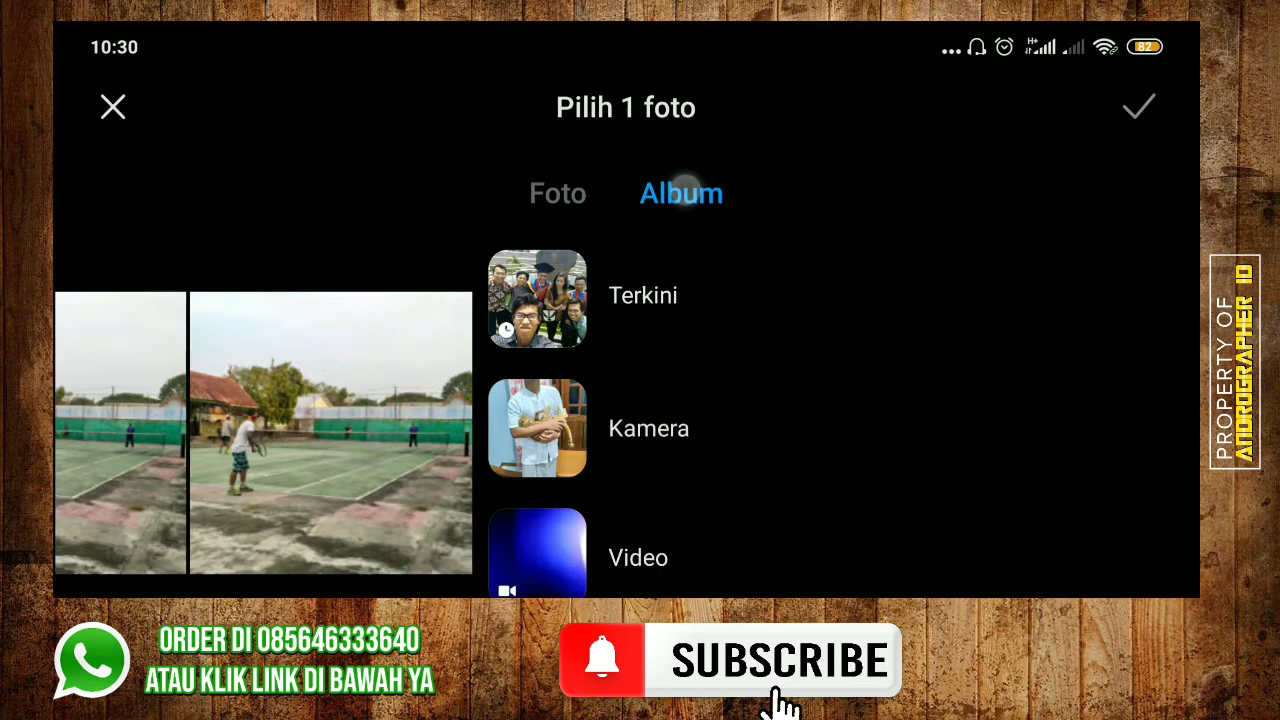 10:30
H+
82
Pilih 1 foto
Foto
Album
Terkini
Kamera
Video
PROPERTY OF
ANDROGRAPHER ID
ORDER DI 085646333640
ATAU KLIK LINK DI BAWAH YA
SUBSCRIBE